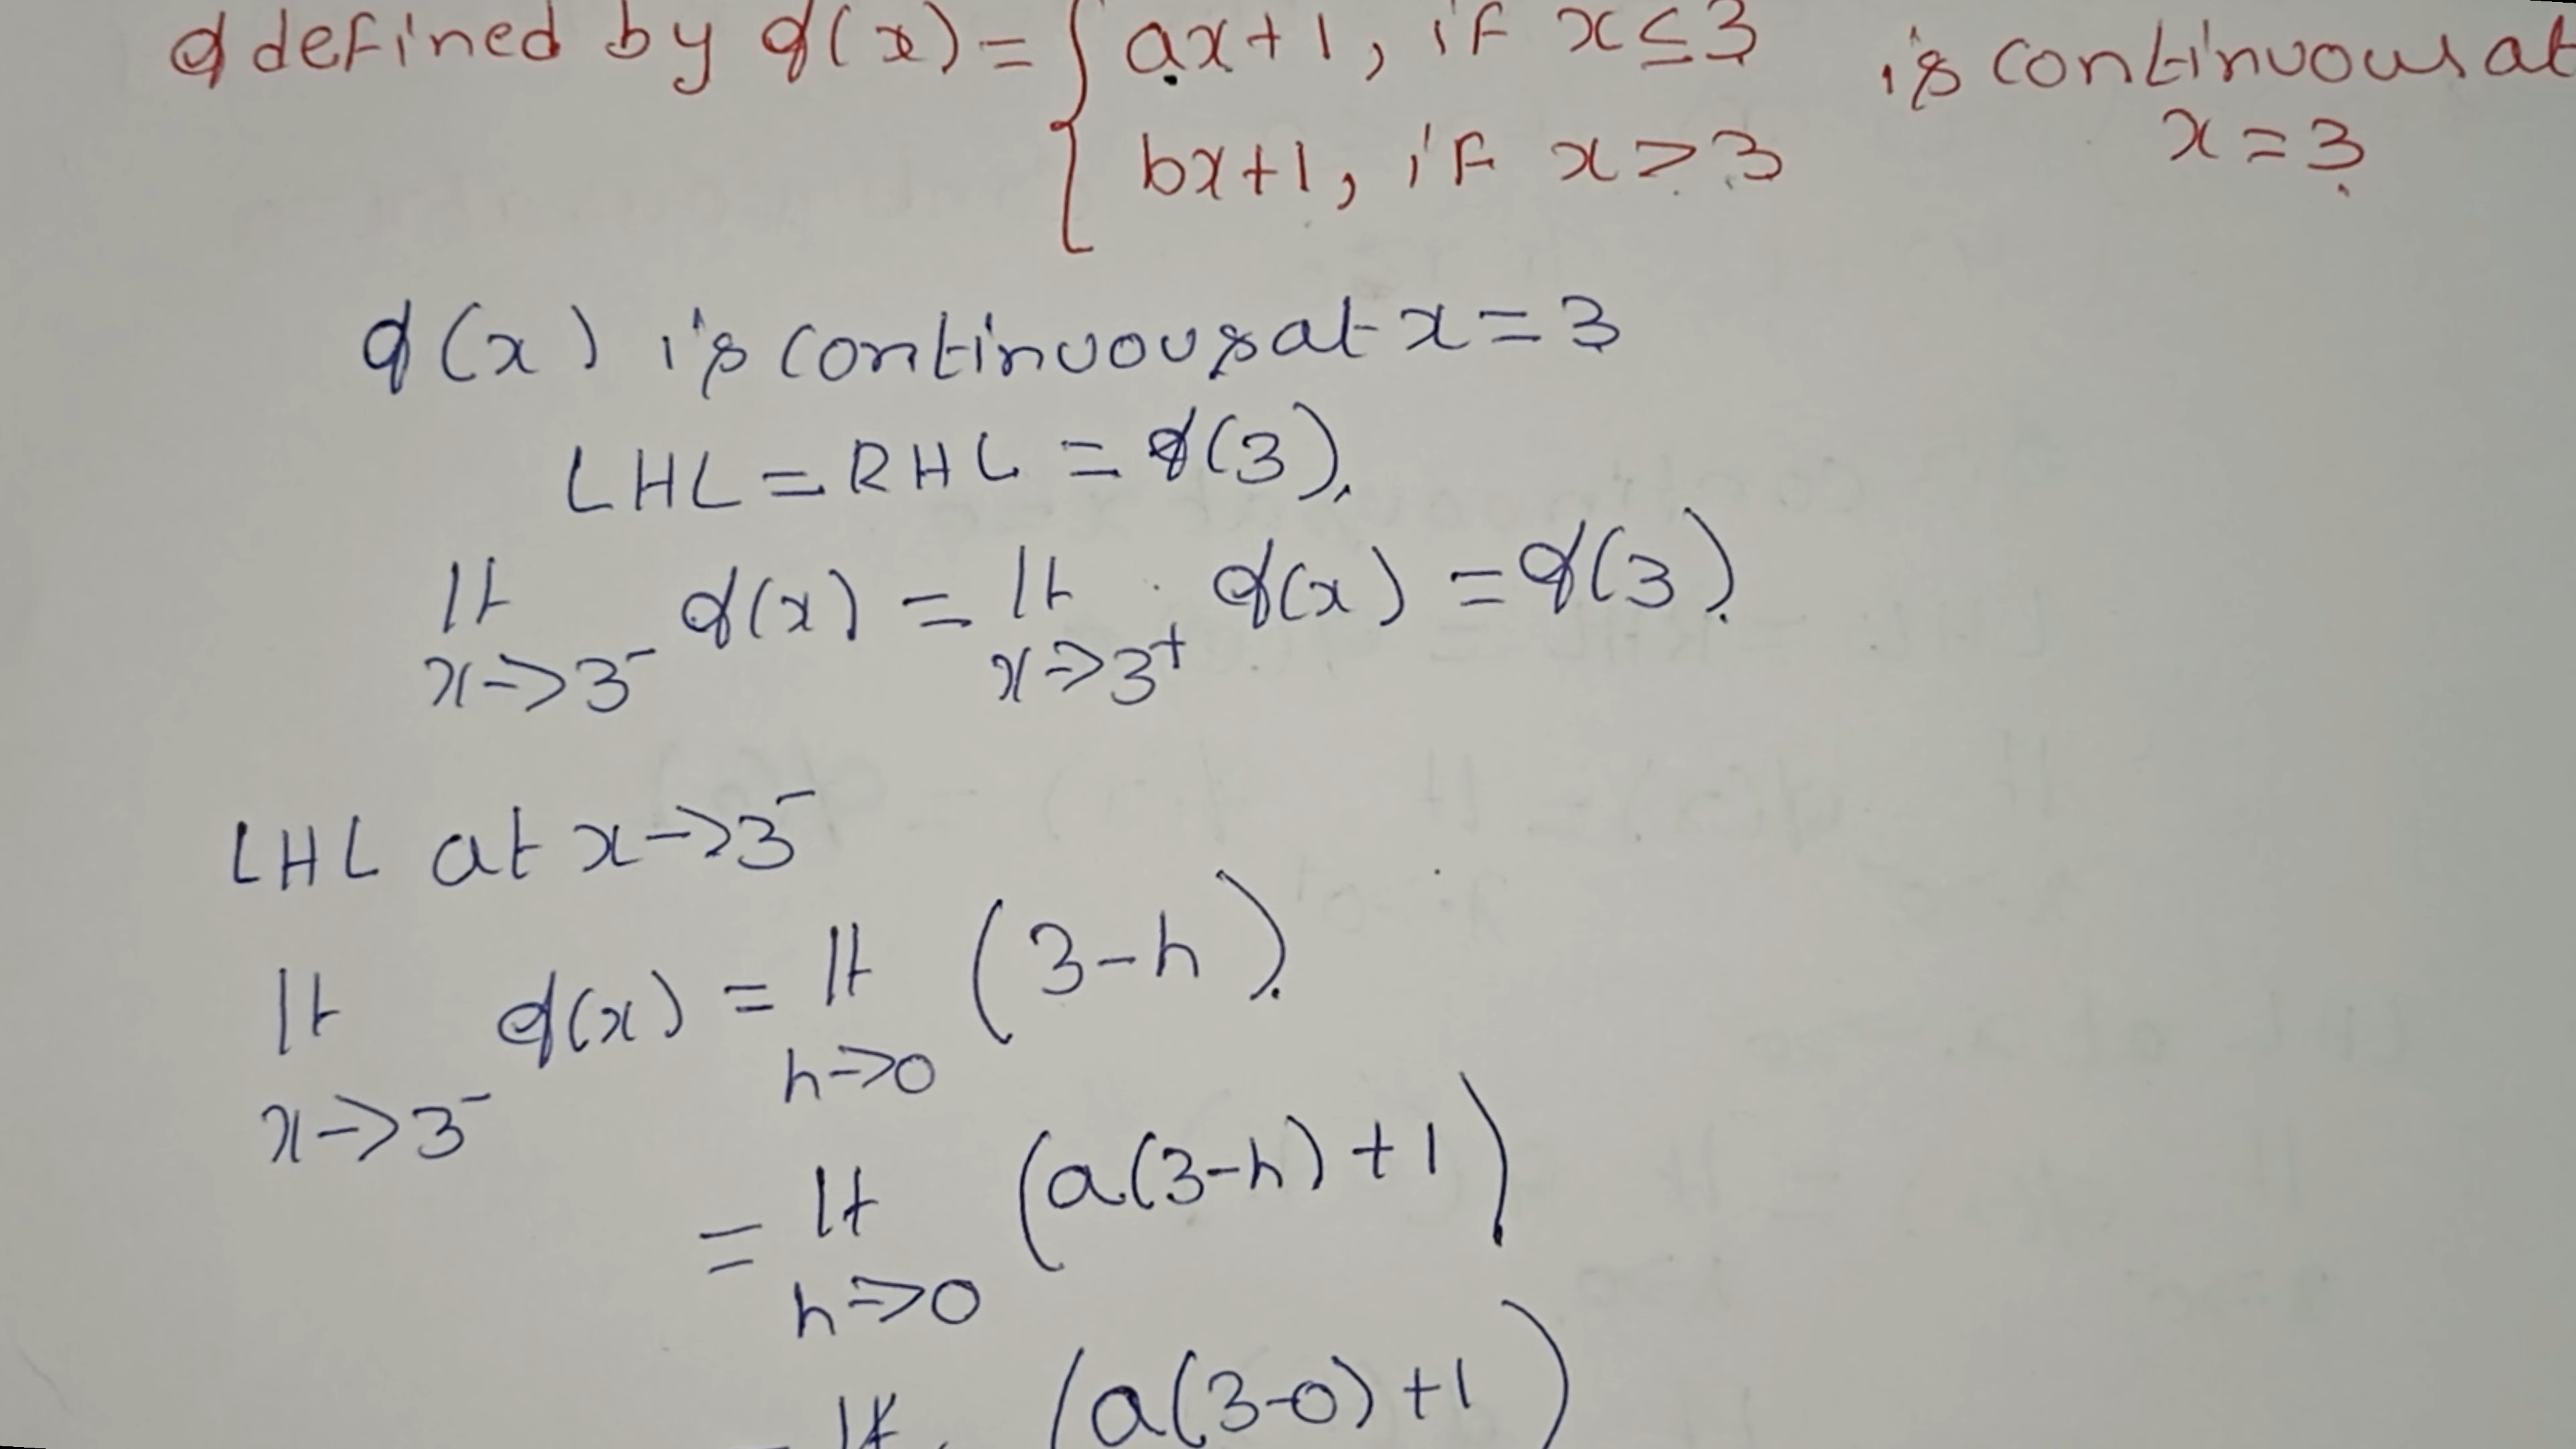 f defined by f(x) = { ax+1, if x ≤ 3 is continuous at
bx+1, if x > 3 x = 3
f(x) is continuous at x = 3
LHL = RHL = f(3).
lt f(x) = lt f(x) = f(3).
x->3⁻ x->3⁺
LHL at x->3⁻
lt f(x) = lt (3-h).
x->3⁻ h->0
= lt (a(3-h)+1)
h->0
= lt (a(3-0)+1)